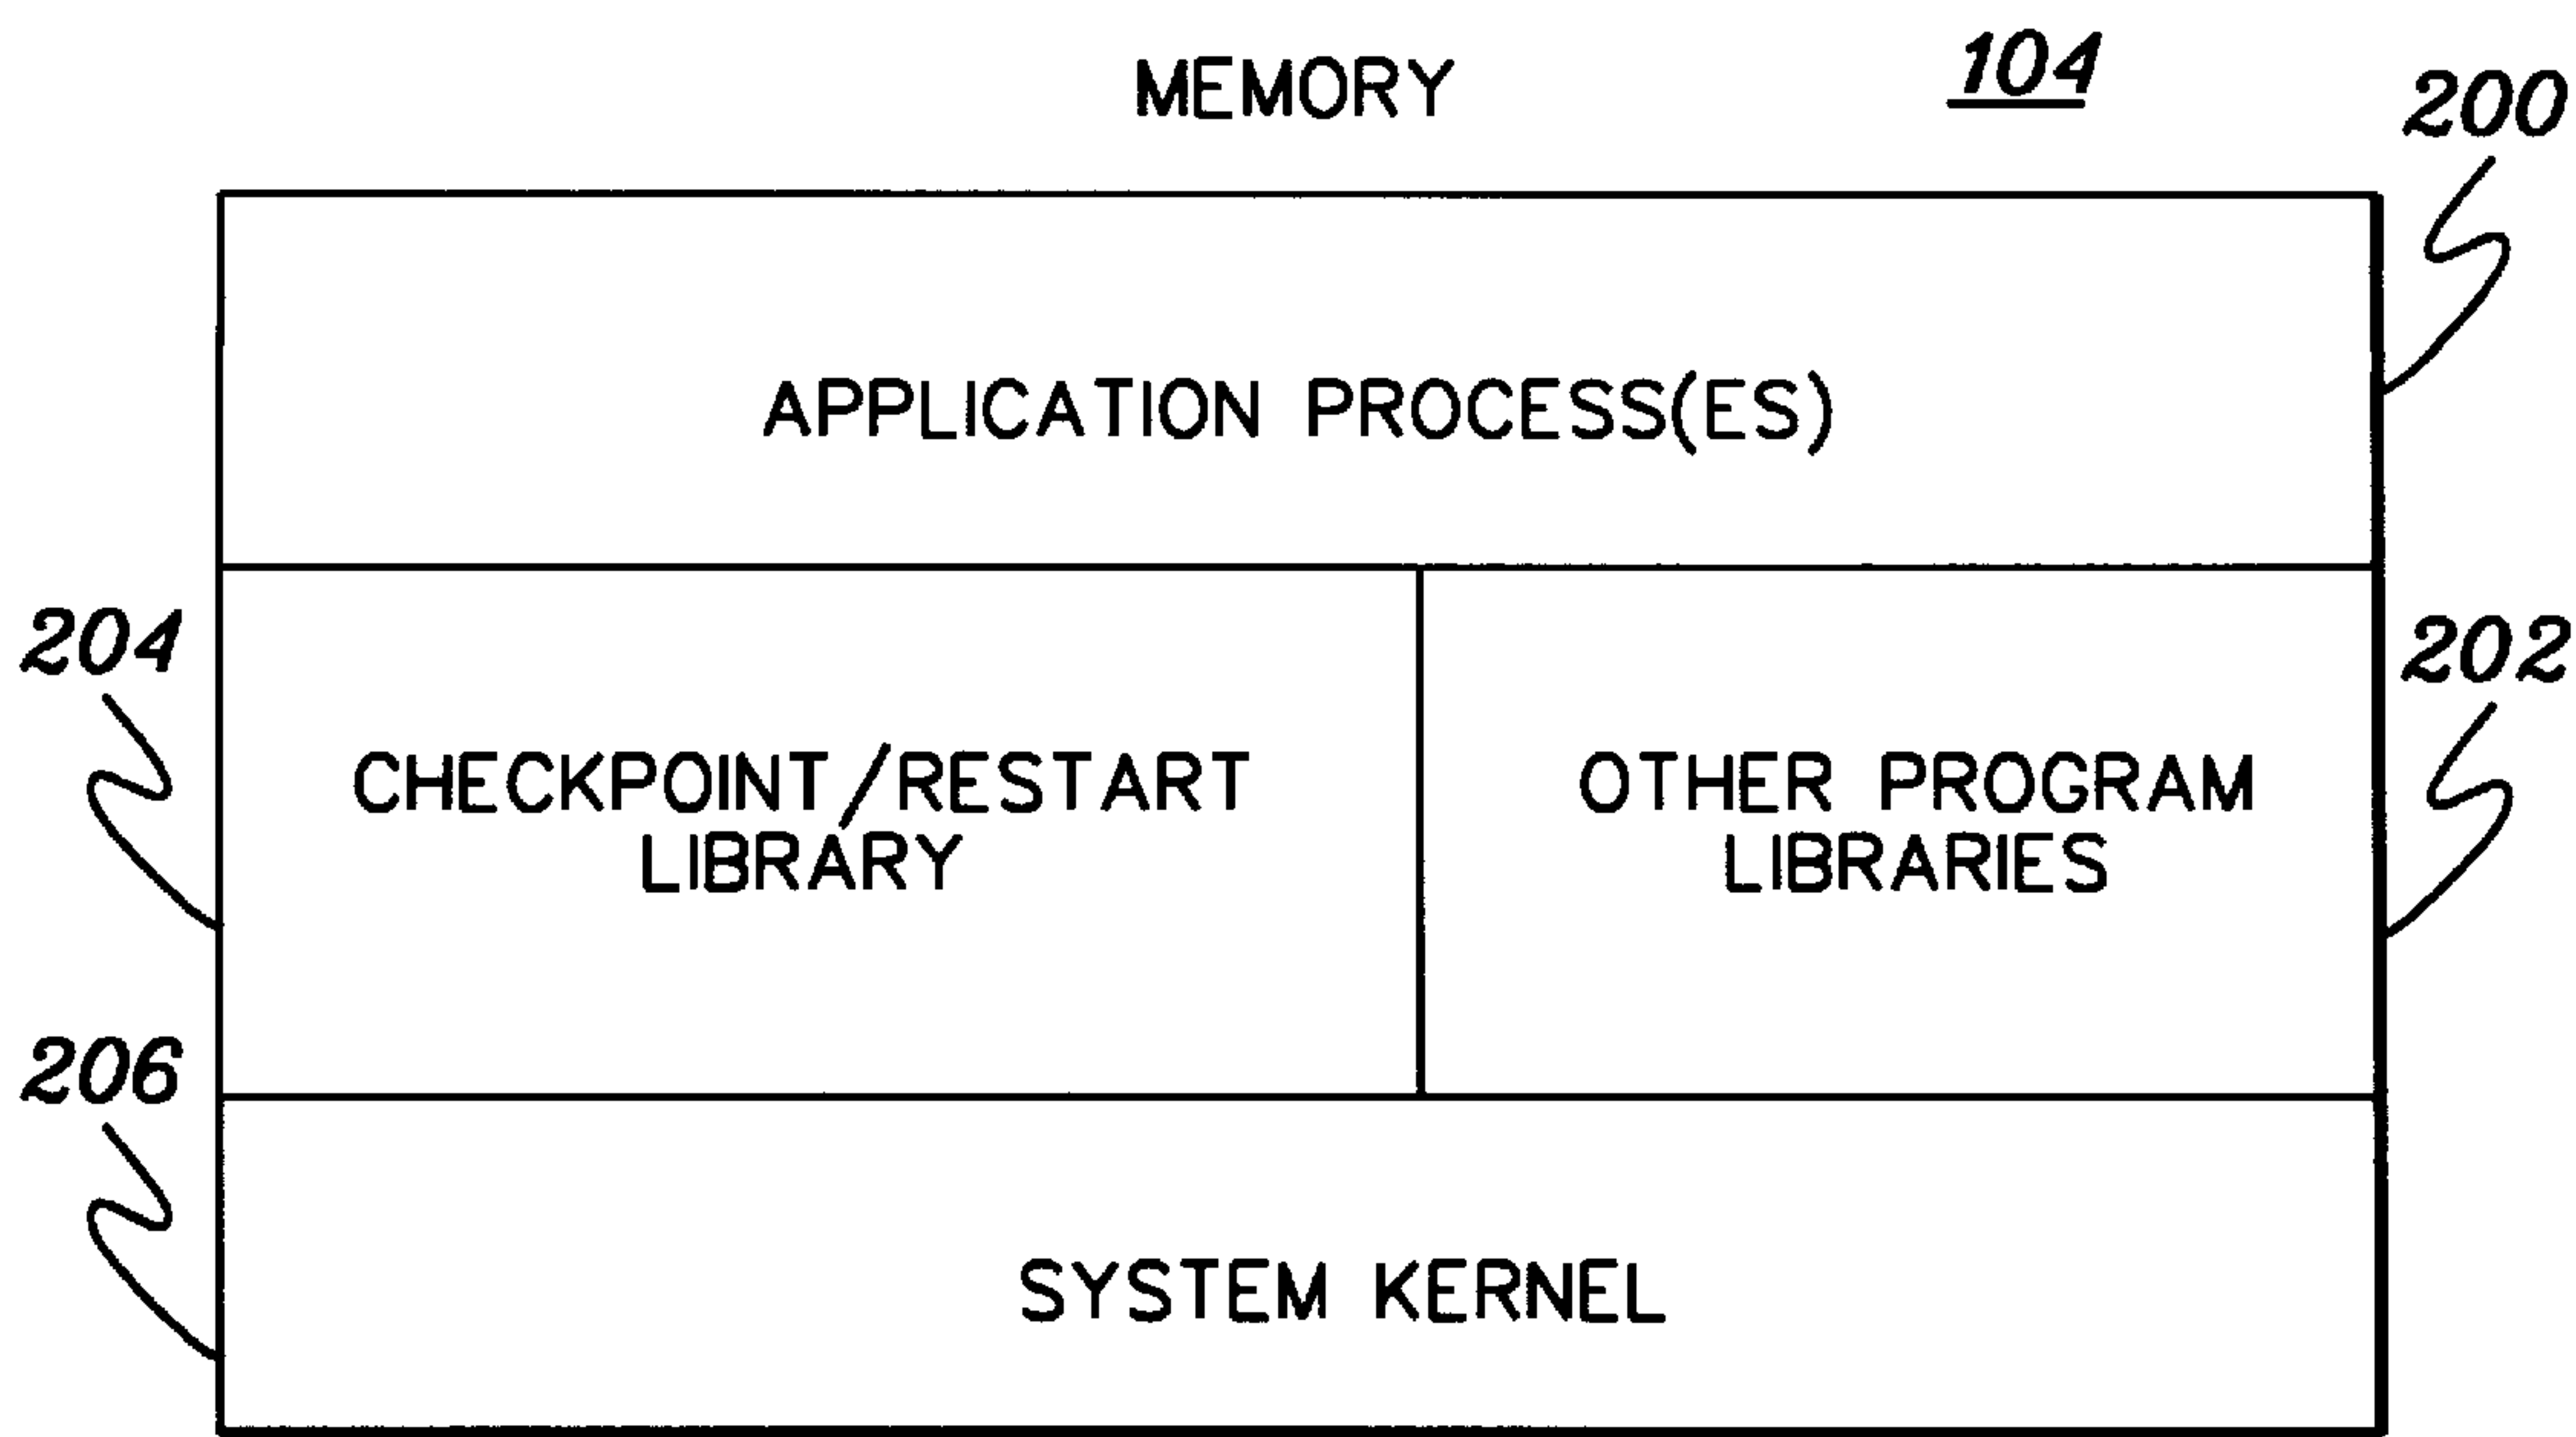 MEMORY 104
200
APPLICATION PROCESS(ES)
204
202
CHECKPOINT/RESTART
LIBRARY
OTHER PROGRAM
LIBRARIES
206
SYSTEM KERNEL